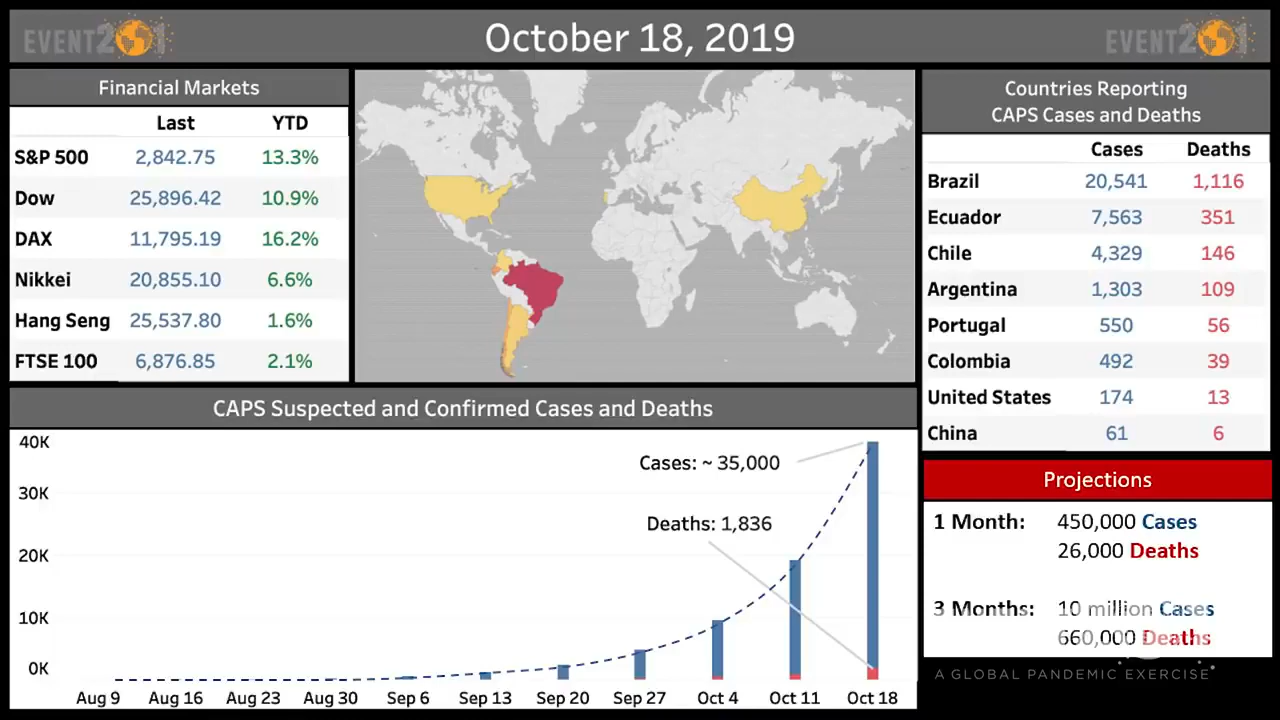 EVENT201
October 18, 2019
EVENT201
Financial Markets
Last YTD
S&P 500 2,842.75 13.3%
Dow 25,896.42 10.9%
DAX 11,795.19 16.2%
Nikkei 20,855.10 6.6%
Hang Seng 25,537.80 1.6%
FTSE 100 6,876.85 2.1%
Countries Reporting
CAPS Cases and Deaths
Cases Deaths
Brazil 20,541 1,116
Ecuador 7,563 351
Chile 4,329 146
Argentina 1,303 109
Portugal 550 56
Colombia 492 39
United States 174 13
China 61 6
CAPS Suspected and Confirmed Cases and Deaths
40K
30K
20K
10K
0K
Cases: ~ 35,000
Deaths: 1,836
Aug 9 Aug 16 Aug 23 Aug 30 Sep 6 Sep 13 Sep 20 Sep 27 Oct 4 Oct 11 Oct 18
Projections
1 Month: 450,000 Cases
26,000 Deaths
3 Months: 10 million Cases
660,000 Deaths
A GLOBAL PANDEMIC EXERCISE